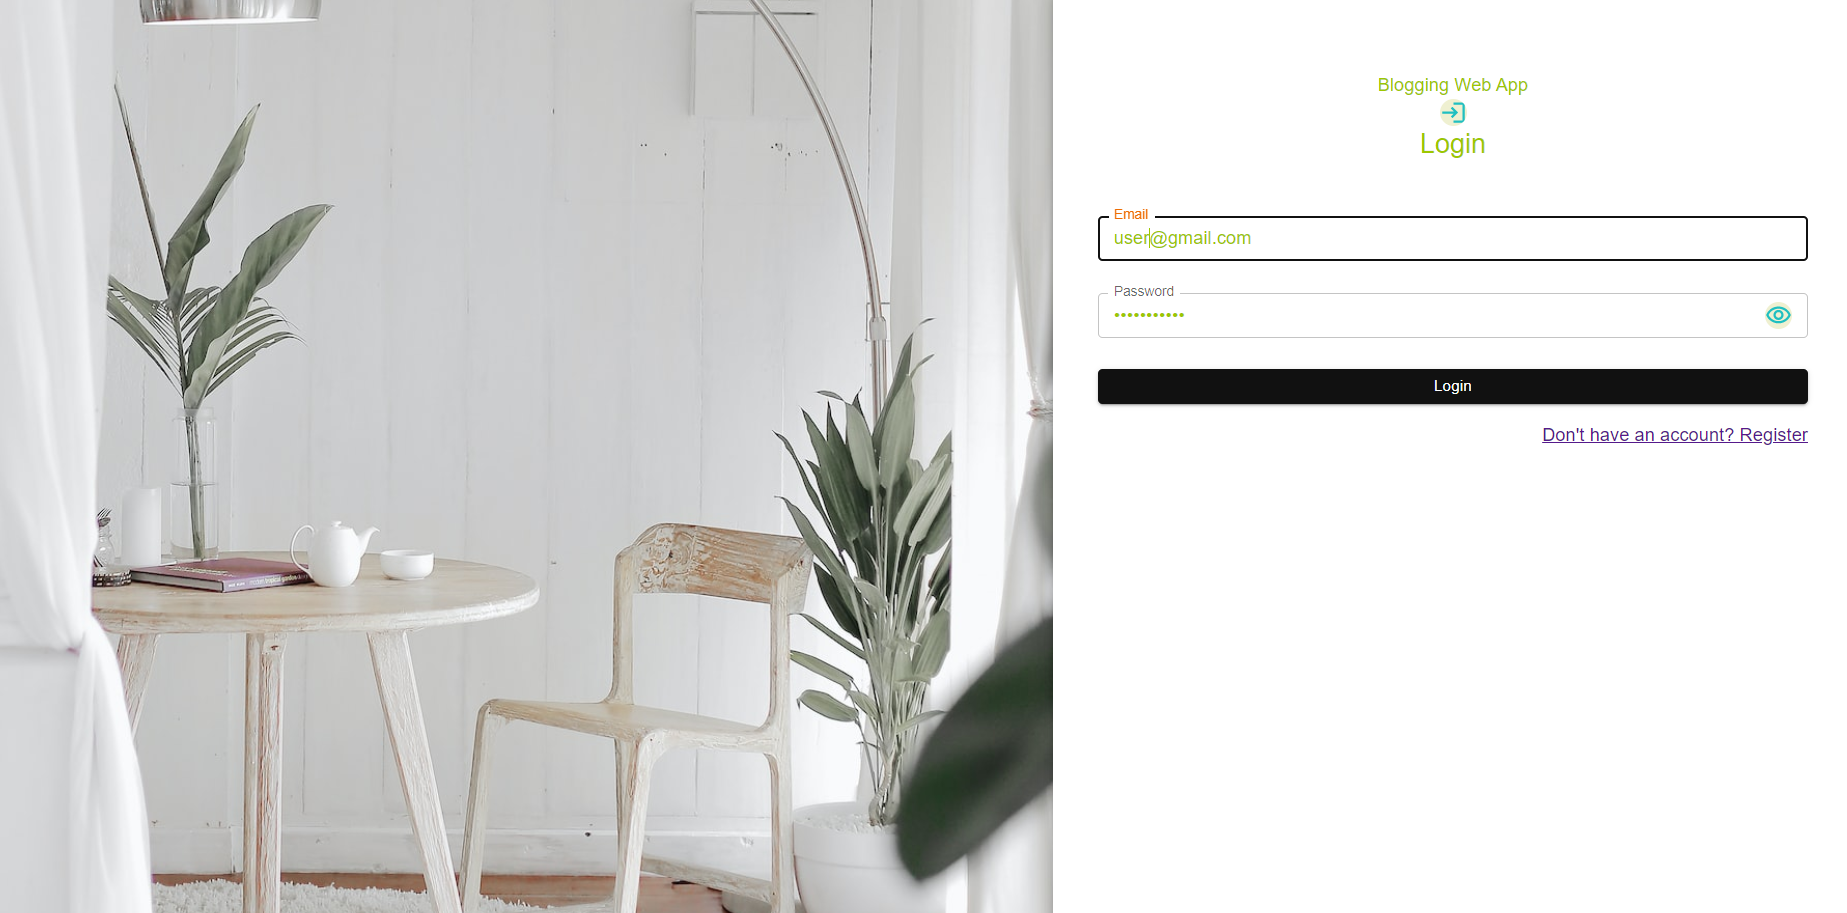 Blogging Web App
Login
Email
user@gmail.com
Password
•••••••••••
Login
Don't have an account? Register